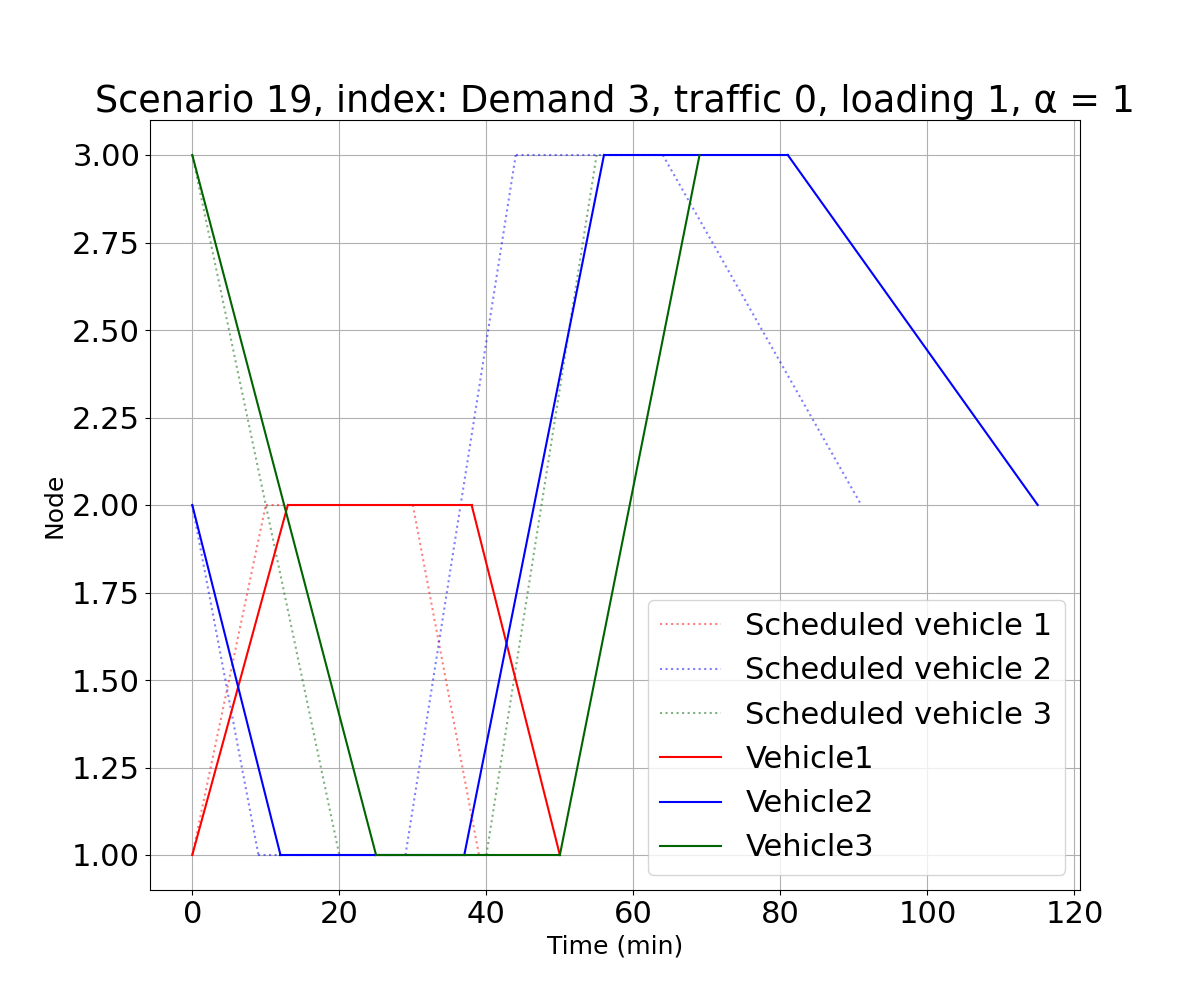 Scenario 19, index: Demand 3, traffic 0, loading 1, α = 1
3.00
2.75
2.50
2.25
2.00
1.75
1.50
1.25
1.00
Node
Scheduled vehicle 1
Scheduled vehicle 2
Scheduled vehicle 3
Vehicle1
Vehicle2
Vehicle3
0 20 40 60 80 100 120
Time (min)